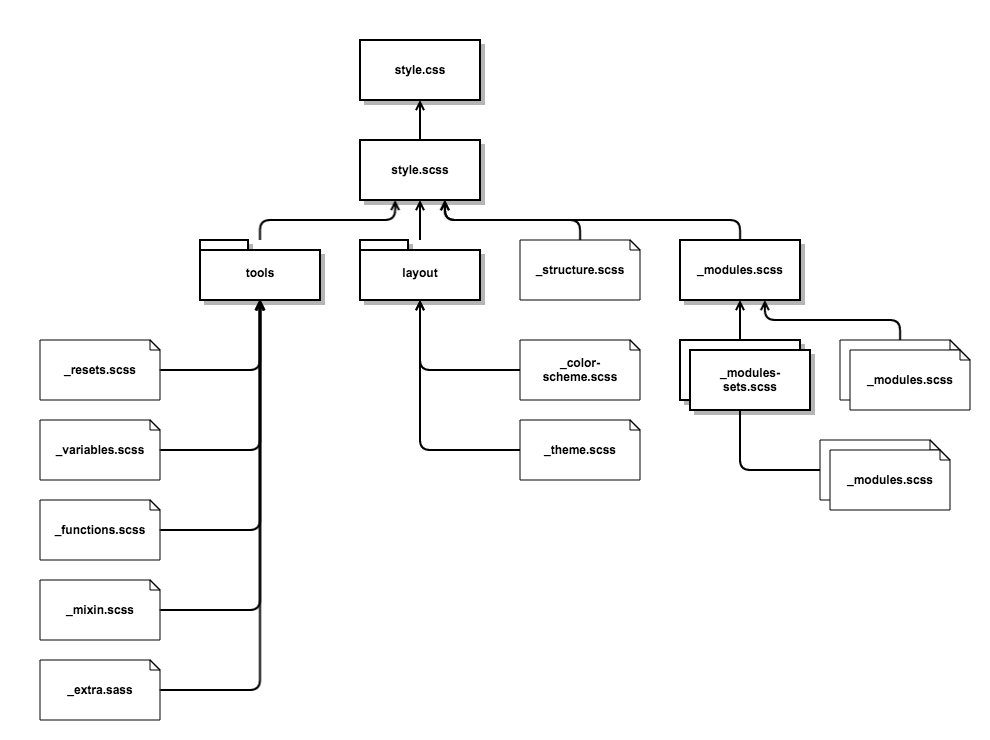 style.css
style.scss
tools
layout
_structure.scss
_modules.scss
_resets.scss
_color-
scheme.scss
_modules-
sets.scss
_modules.scss
_variables.scss
_theme.scss
_modules.scss
_functions.scss
_mixin.scss
_extra.sass